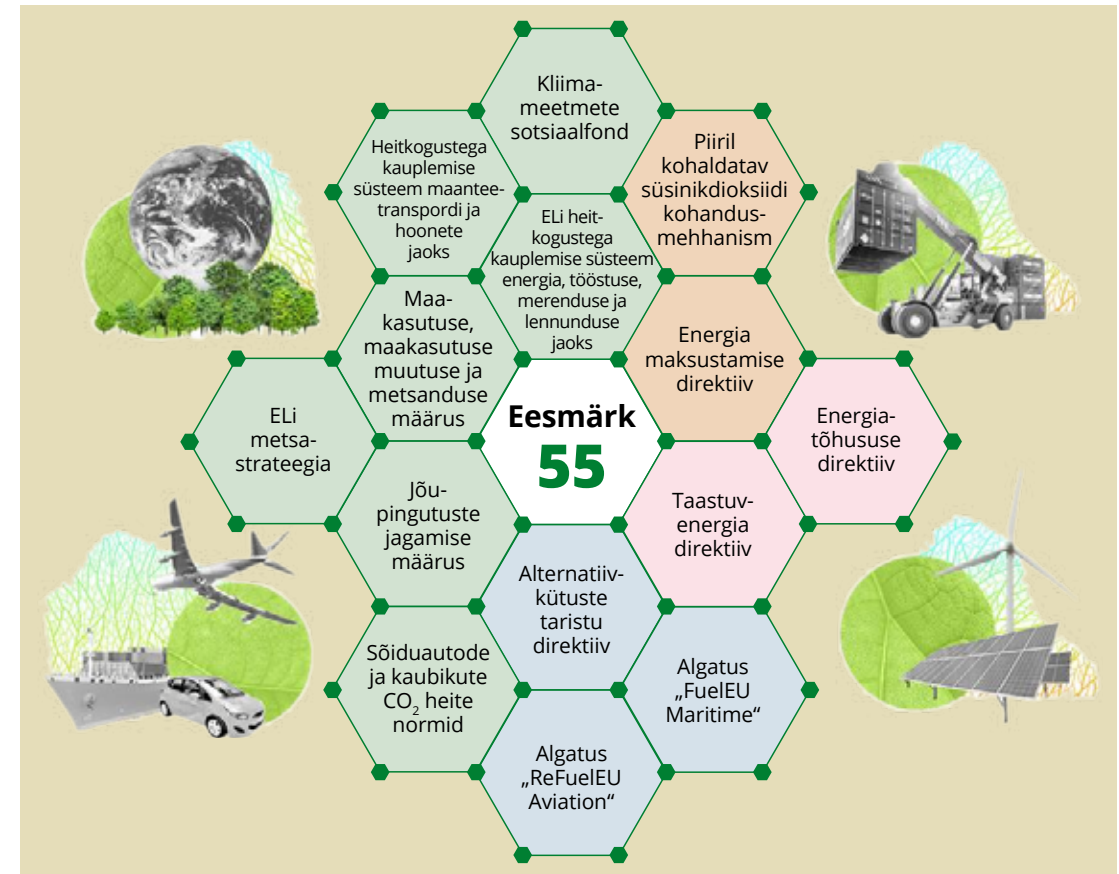 Kliima-
meetmete
sotsiaalfond
Heitkogustega
kauplemise
süsteem maantee-
transpordi ja
hoonete
jaoks
Piiril
kohaldatav
süsinikdioksiidi
kohandus-
mehhanism
ELi heit-
kogustega
kauplemise süsteem
energia, tööstuse,
merenduse ja
lennunduse
jaoks
Maa-
kasutuse,
maakasutuse
muutuse ja
metsanduse
määrus
Energia
maksustamise
direktiiv
ELi
metsa-
strateegia
Eesmärk
55
Energia-
tõhususe
direktiiv
Jõu-
pingutuste
jagamise
määrus
Taastuv-
energia
direktiiv
Alternatiiv-
kütuste
taristu
direktiiv
Sõiduautode
ja kaubikute
CO₂ heite
normid
Algatus
„FuelEU
Maritime“
Algatus
„ReFuelEU
Aviation“